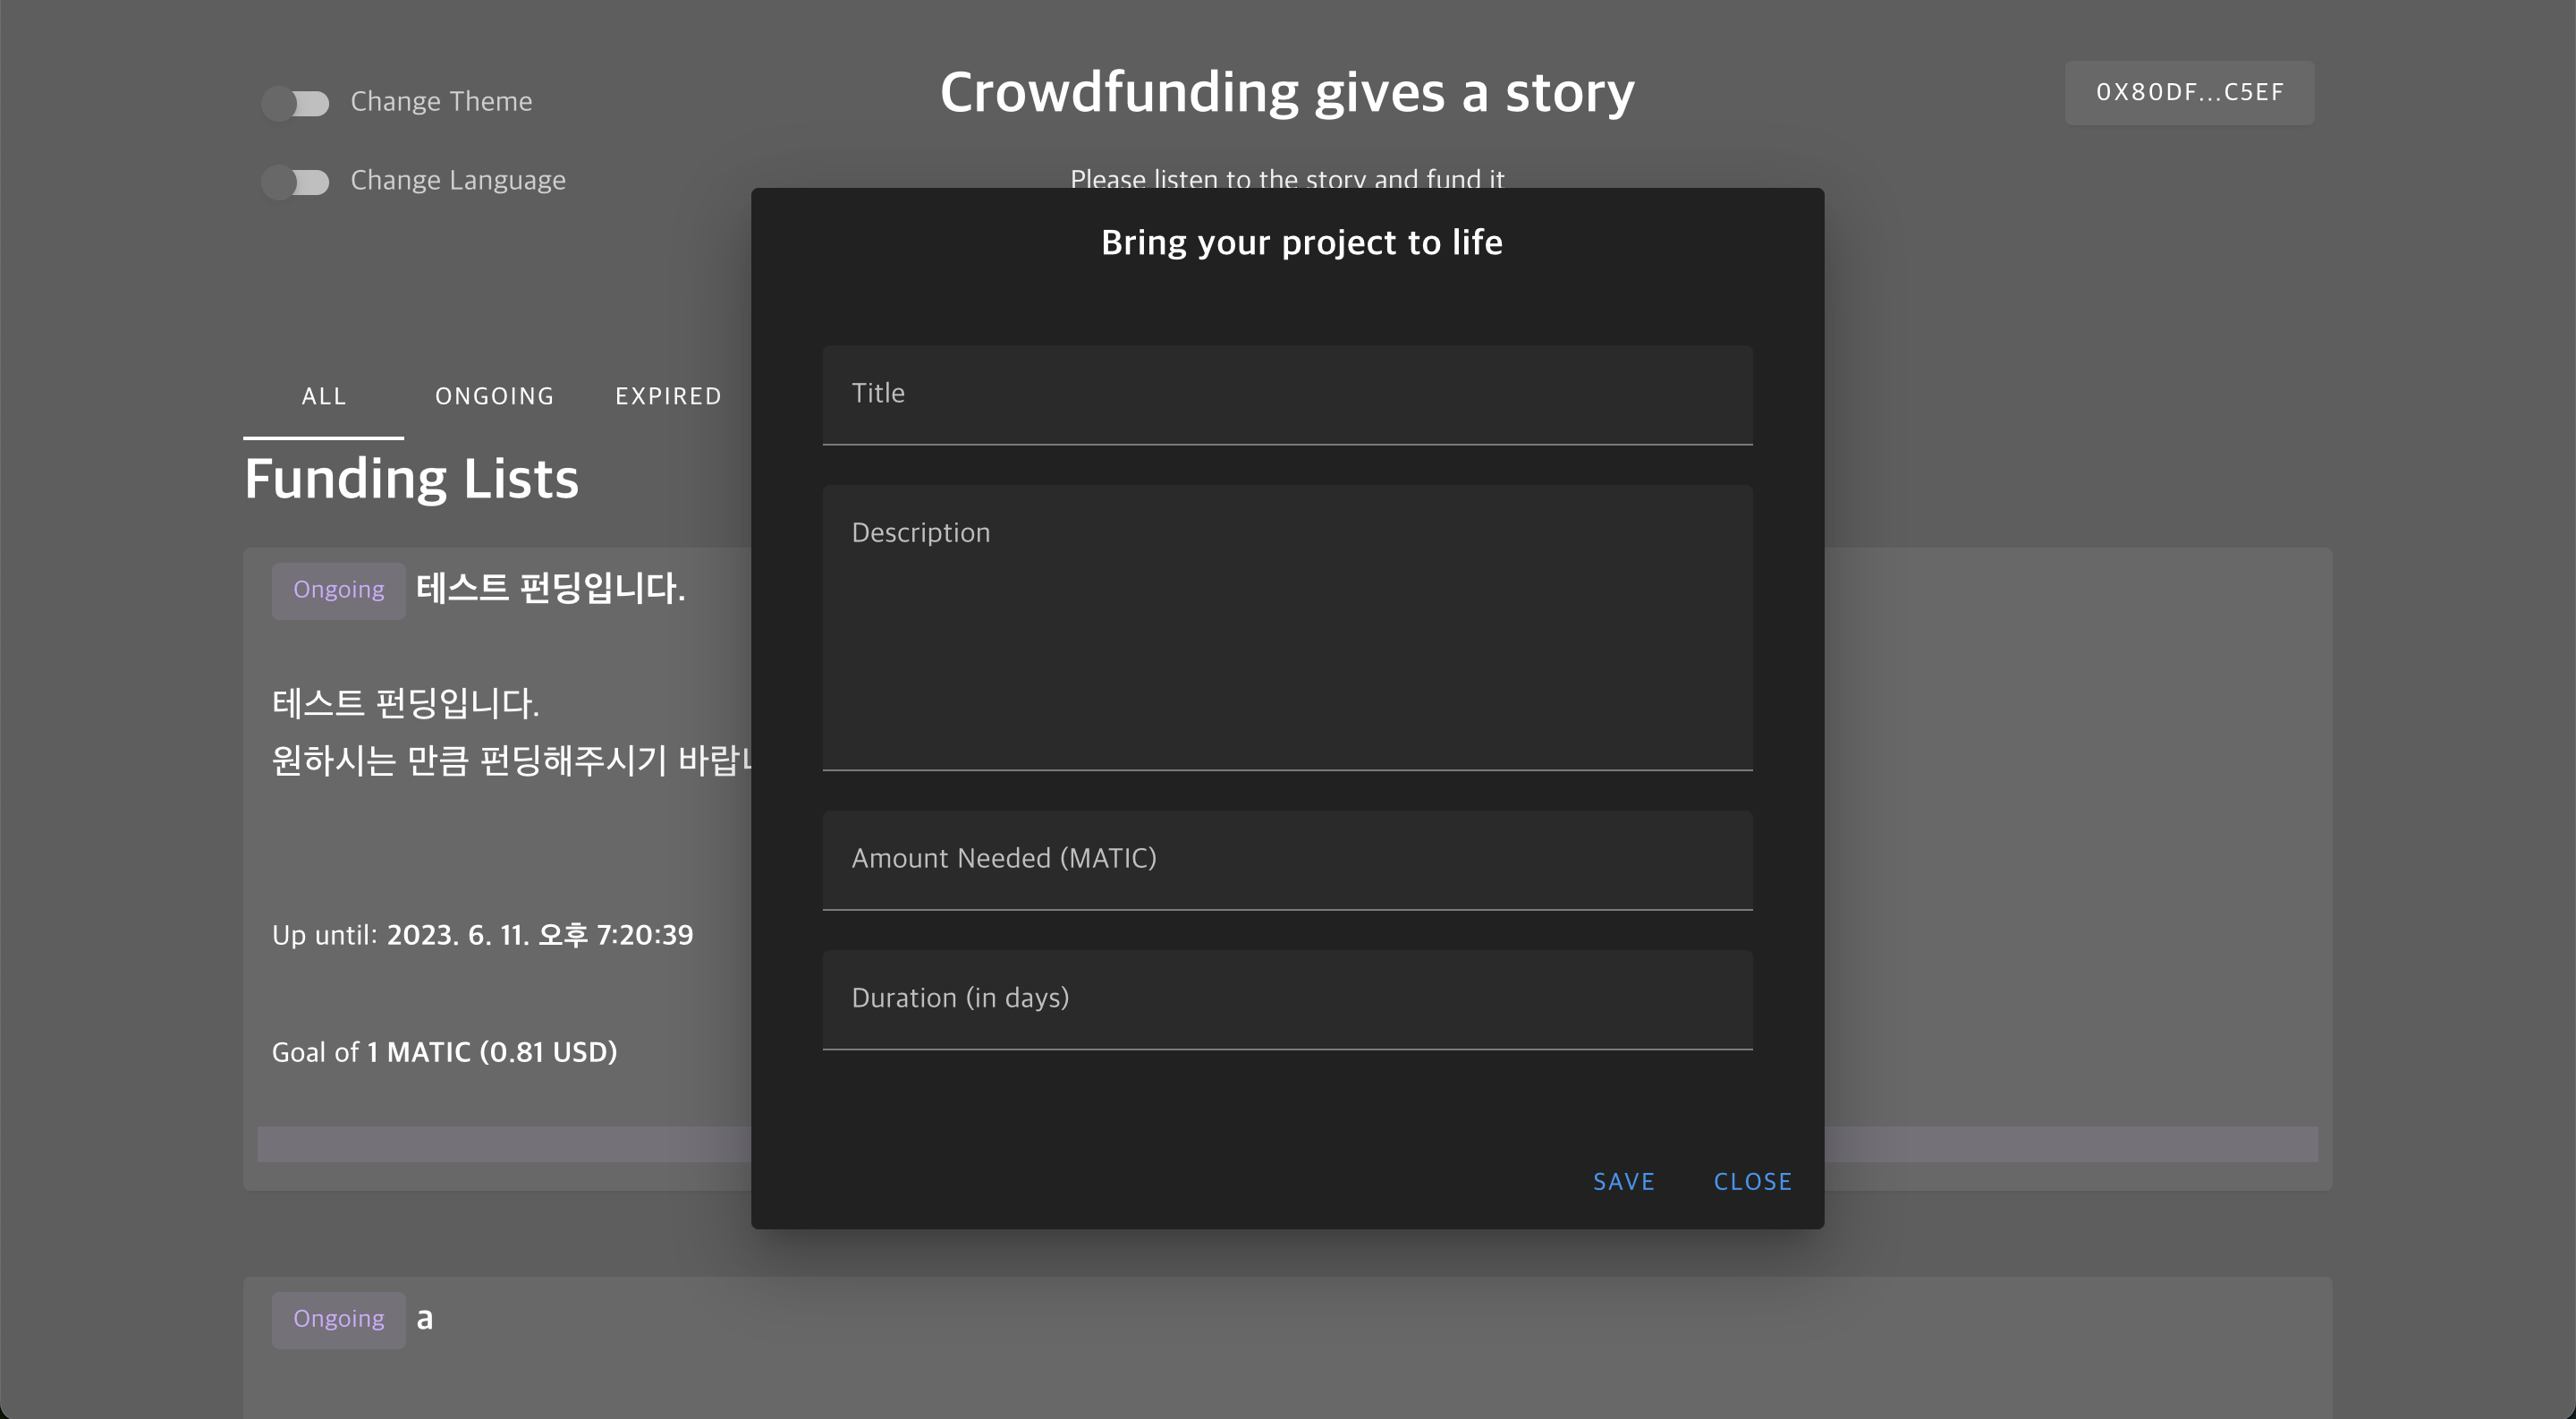 Change Theme
Crowdfunding gives a story
0X80DF...C5EF
Change Language
Please listen to the story and fund it
Bring your project to life
ALL ONGOING EXPIRED
Title
Funding Lists
Description
Ongoing 테스트 펀딩입니다.
테스트 펀딩입니다.
원하시는 만큼 펀딩해주시기
Amount Needed (MATIC)
Up until: 2023. 6. 11. 오후 7:20:39
Duration (in days)
Goal of 1 MATIC (0.81 USD)
SAVE CLOSE
Ongoing a